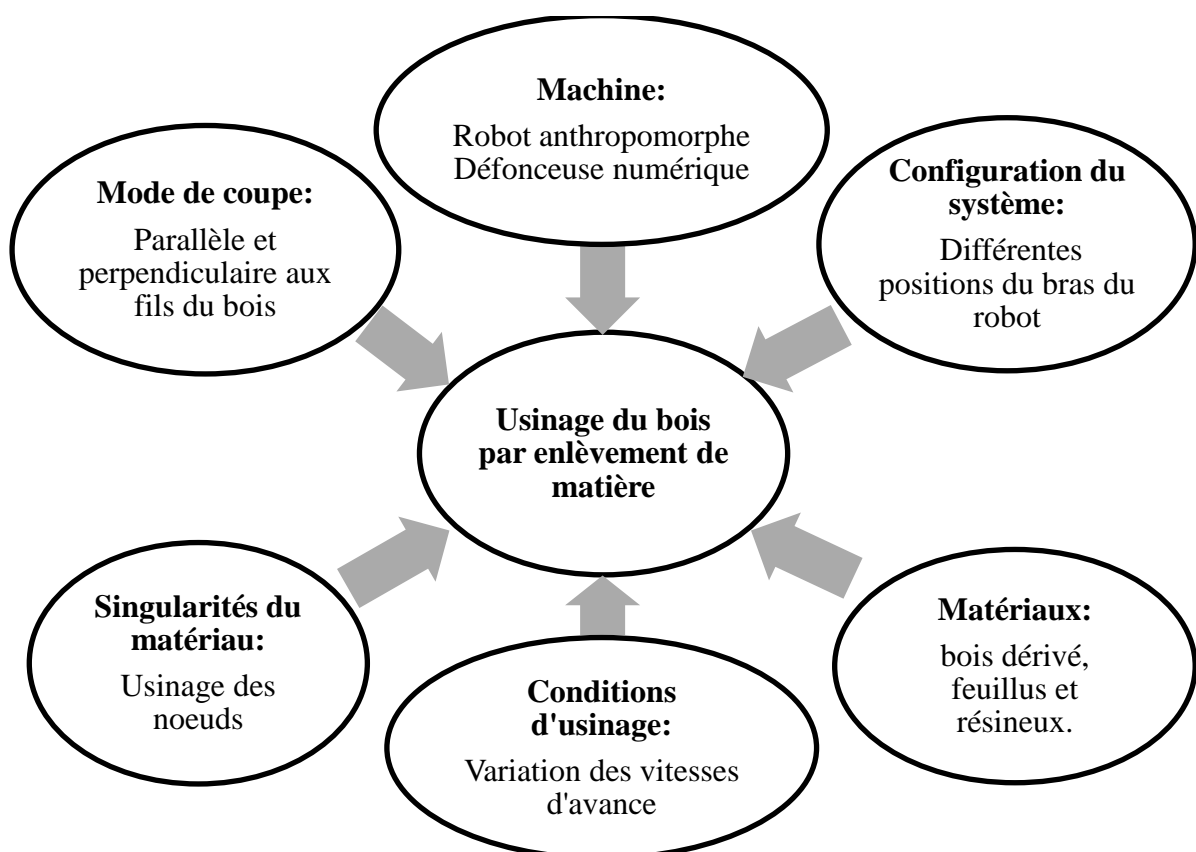 Machine:
Robot anthropomorphe
Défonceuse numérique
Mode de coupe:
Parallèle et
perpendiculaire aux
fils du bois
Configuration du
système:
Différentes
positions du bras du
robot
Usinage du bois
par enlèvement de
matière
Singularités du
matériau:
Usinage des
noeuds
Conditions
d'usinage:
Variation des vitesses
d'avance
Matériaux:
bois dérivé,
feuillus et
résineux.